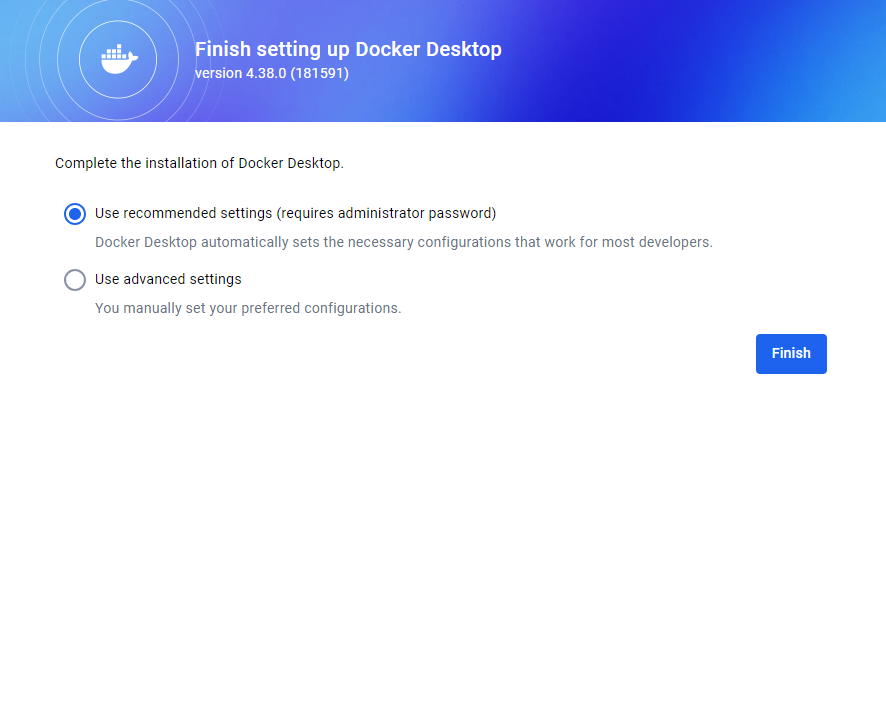 Finish setting up Docker Desktop
version 4.38.0 (181591)
Complete the installation of Docker Desktop.
Use recommended settings (requires administrator password)
Docker Desktop automatically sets the necessary configurations that work for most developers.
Use advanced settings
You manually set your preferred configurations.
Finish